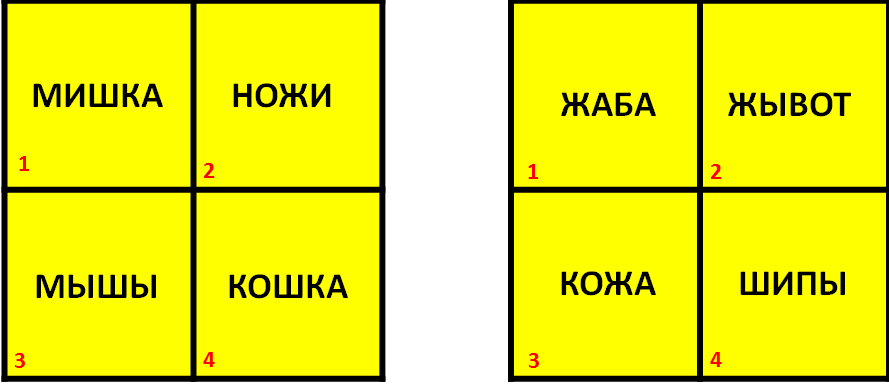 МИШКА НОЖИ
1 2
МЫШЫ КОШКА
3 4
ЖАБА ЖЫВОТ
1 2
КОЖА ШИПЫ
3 4